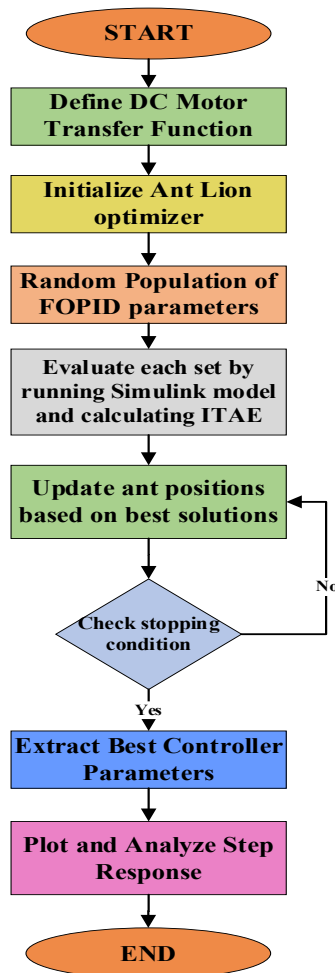 START
Define DC Motor
Transfer Function
Initialize Ant Lion
optimizer
Random Population of
FOPID parameters
Evaluate each set by
running Simulink model
and calculating ITAE
Update ant positions
based on best solutions
No
Check stopping
condition
Yes
Extract Best Controller
Parameters
Plot and Analyze Step
Response
END